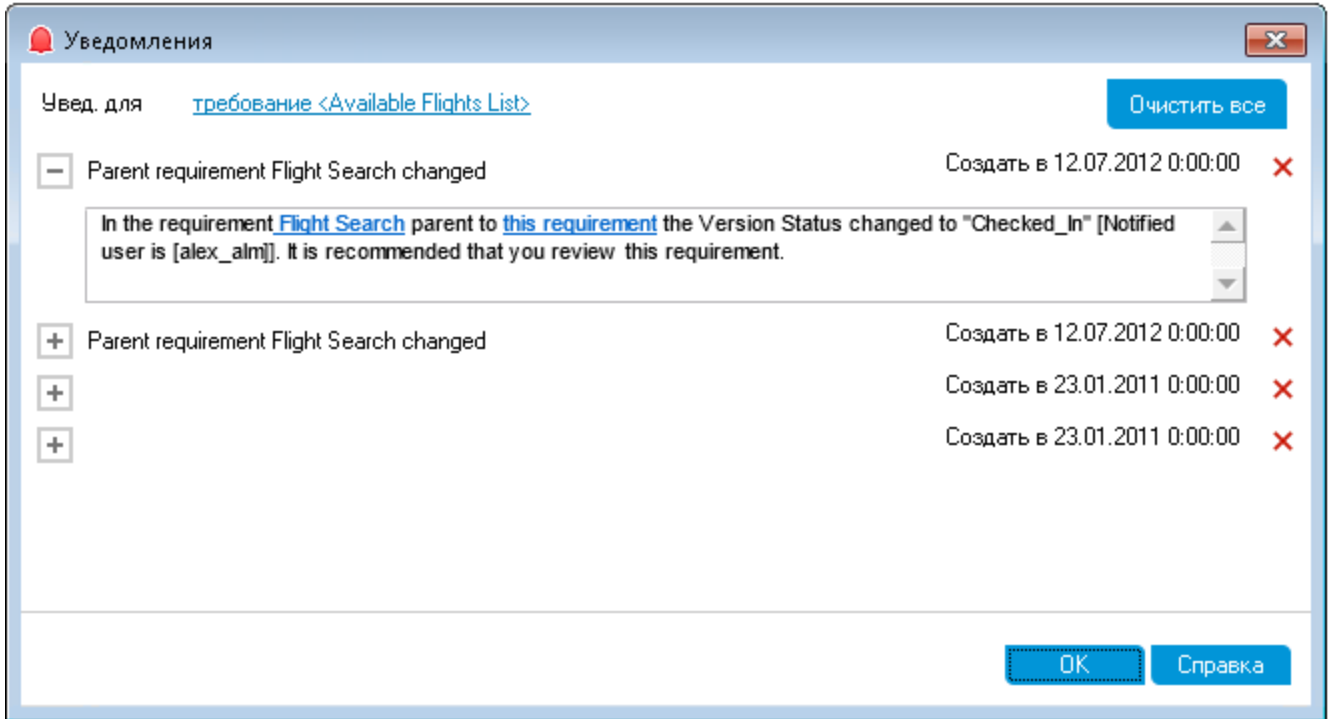 Уведомления
Увед. для требование <Available Flights List> Очистить все
Parent requirement Flight Search changed Создать в 12.07.2012 0:00:00
In the requirement Flight Search parent to this requirement the Version Status changed to "Checked_In" [Notified
user is [alex_alm]]. It is recommended that you review this requirement.
Parent requirement Flight Search changed Создать в 12.07.2012 0:00:00
Создать в 23.01.2011 0:00:00
Создать в 23.01.2011 0:00:00
OK Справка